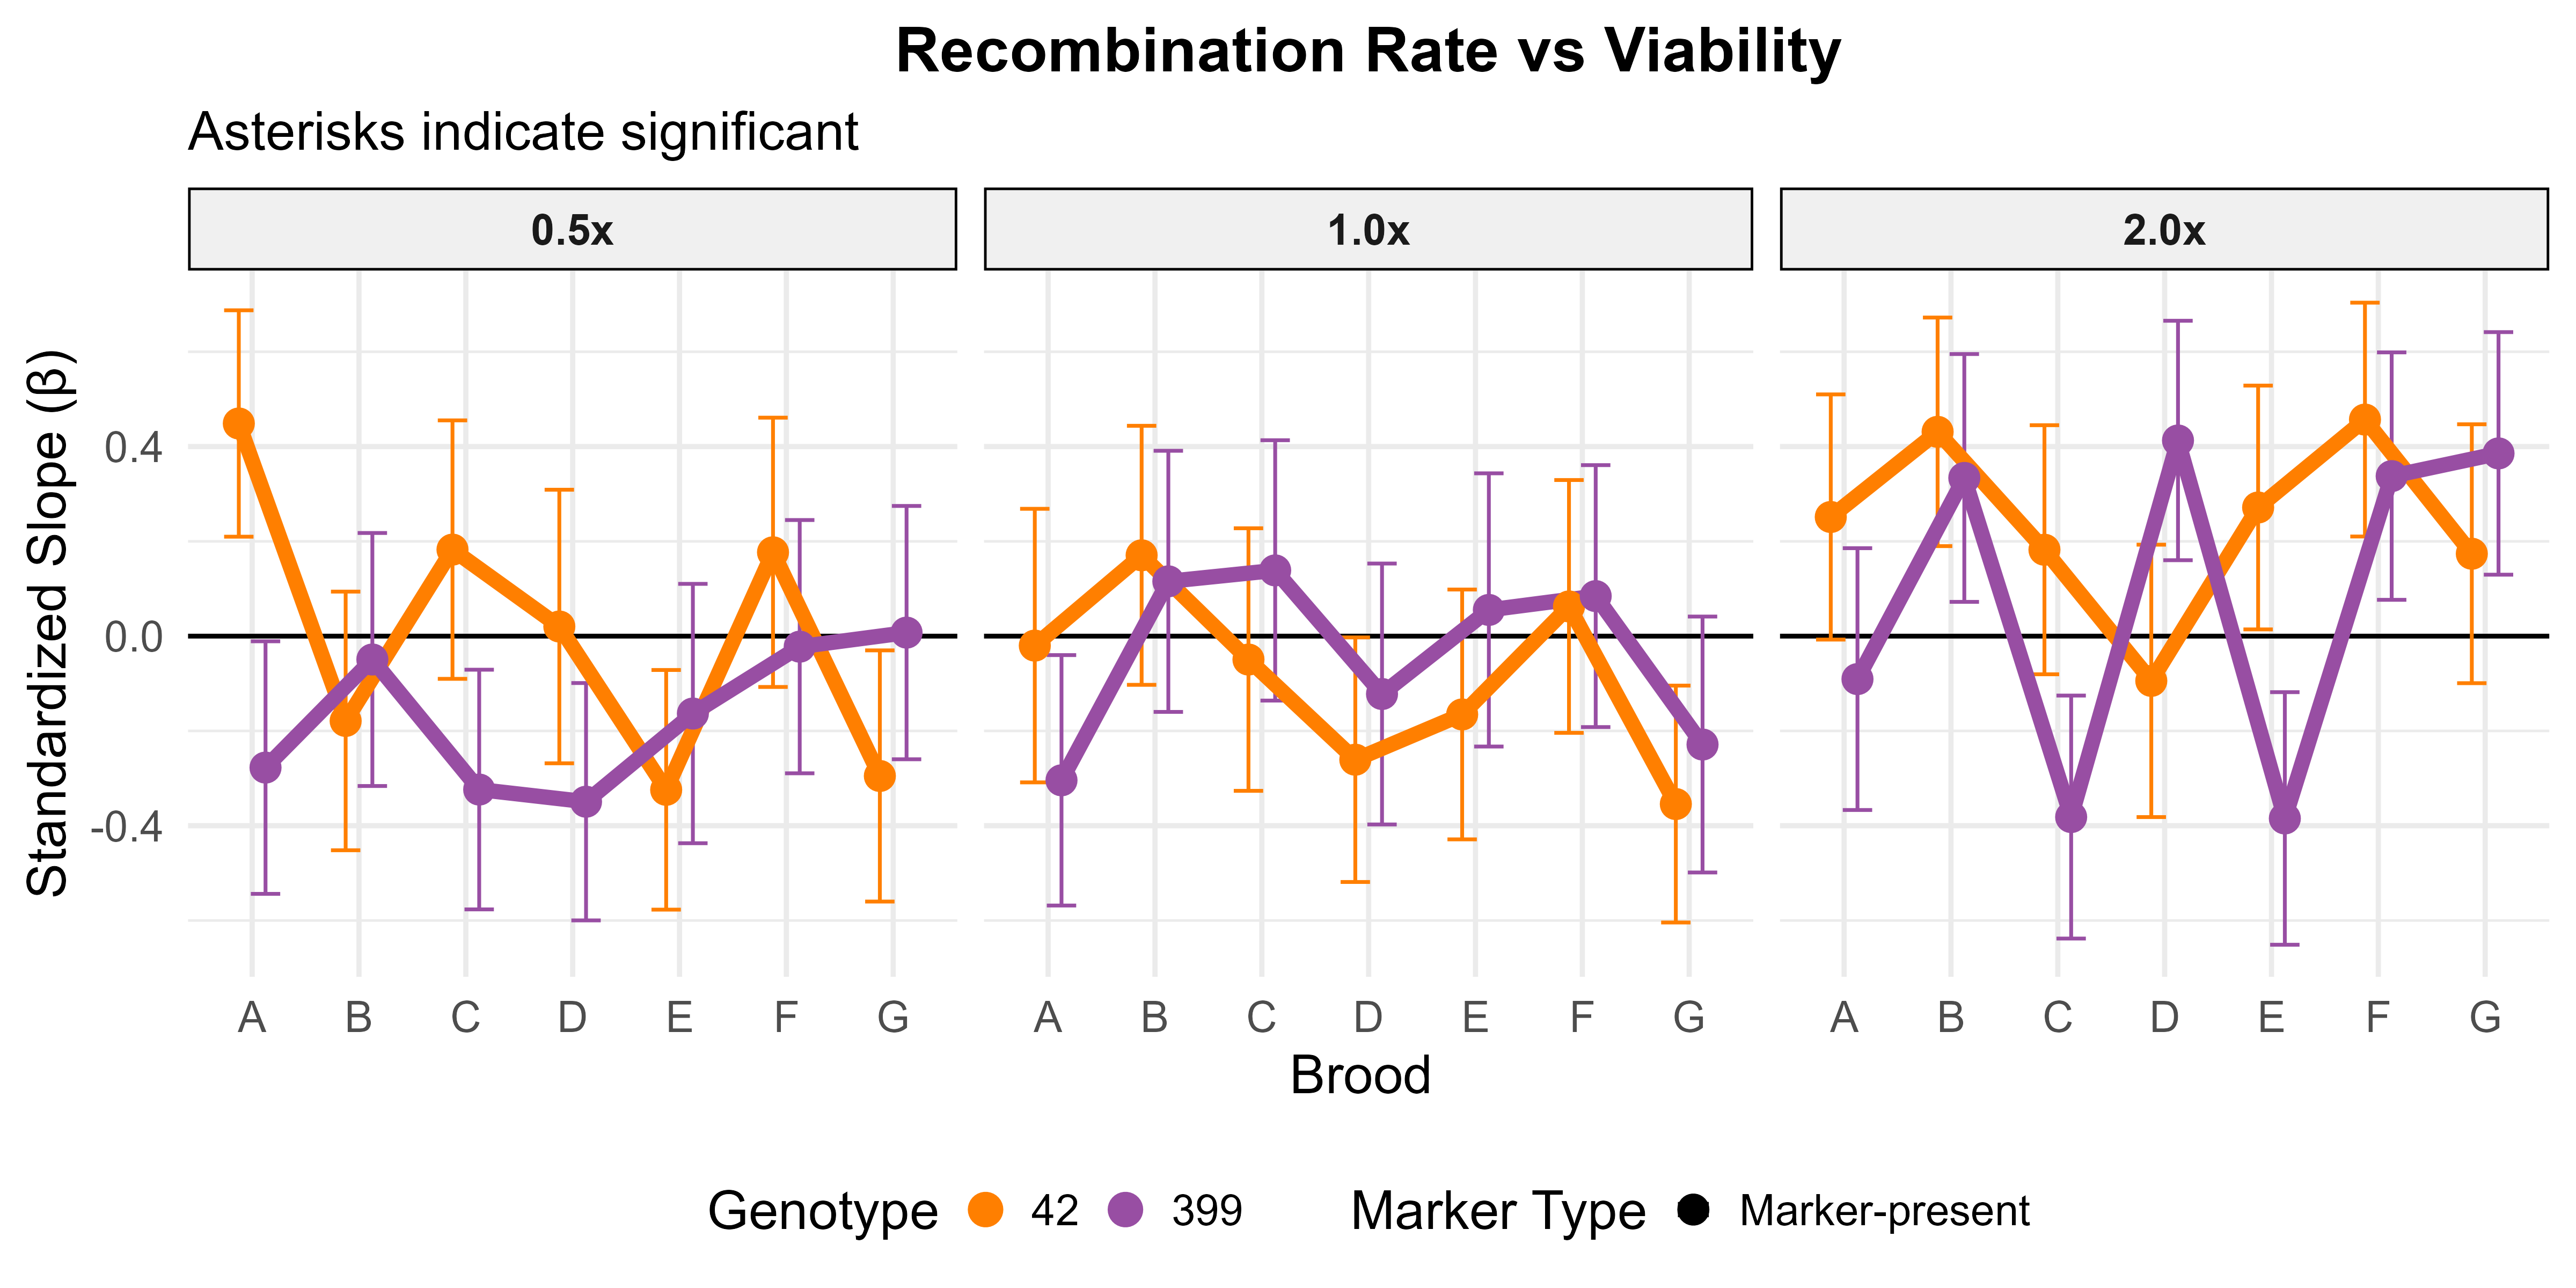 Recombination Rate vs Viability
Asterisks indicate significant
0.5x 1.0x 2.0x
Standardized Slope (β)
0.4
0.0
-0.4
A B C D E F G A B C D E F G A B C D E F G
Brood
Genotype 42 399 Marker Type Marker-present